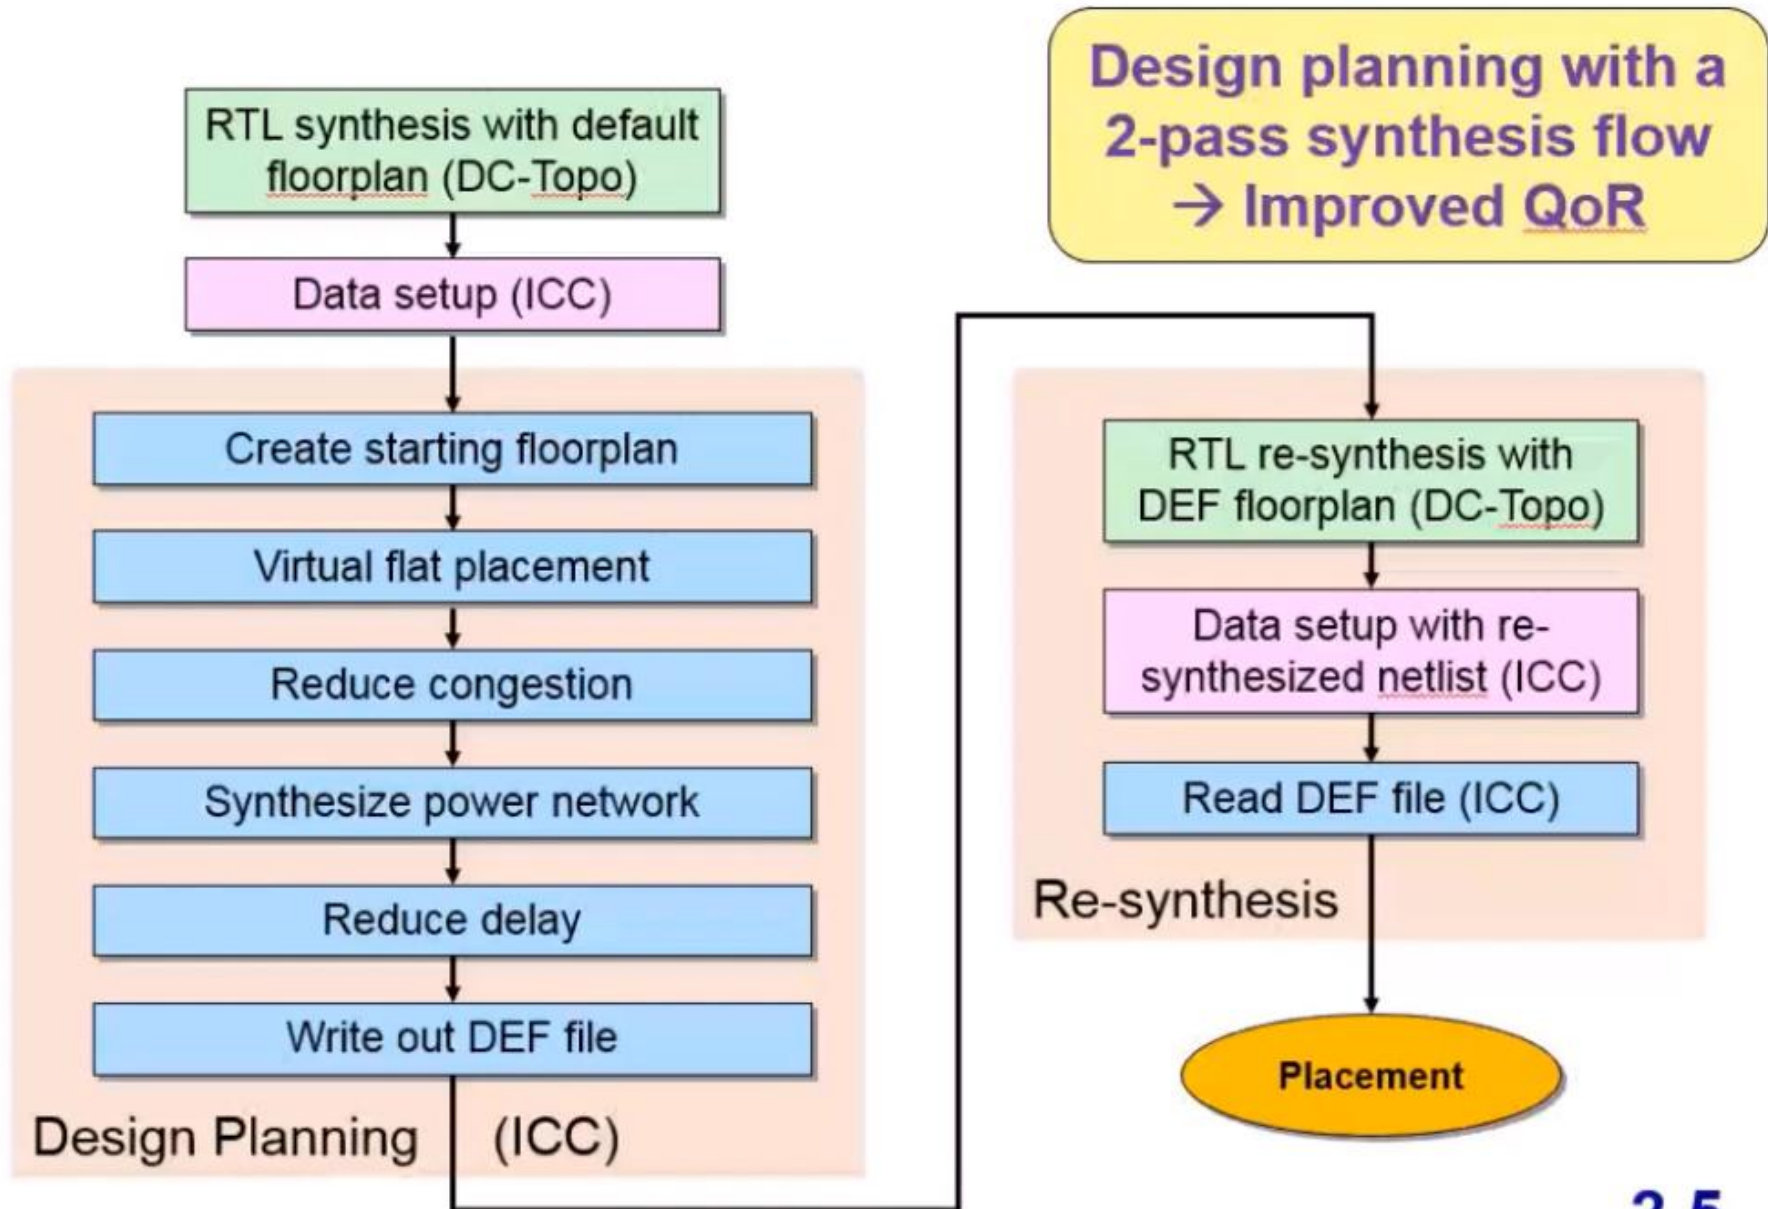 Design planning with a
2-pass synthesis flow
→ Improved QoR
RTL synthesis with default
floorplan (DC-Topo)
Data setup (ICC)
Create starting floorplan
Virtual flat placement
Reduce congestion
Synthesize power network
Reduce delay
Write out DEF file
Design Planning (ICC)
RTL re-synthesis with
DEF floorplan (DC-Topo)
Data setup with re-
synthesized netlist (ICC)
Read DEF file (ICC)
Re-synthesis
Placement